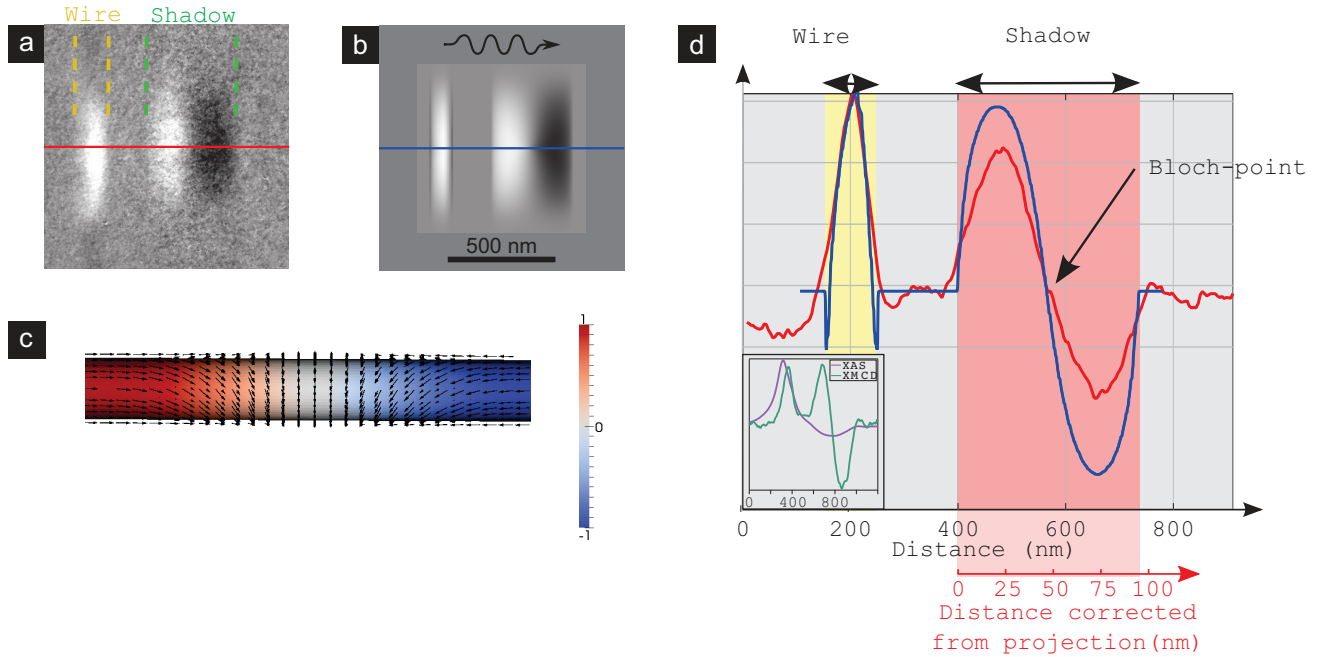 Wire Shadow
a
b
500 nm
c
1
0
-1
d
Wire Shadow
Bloch-point
XAS
XMCD
0 400 800
0 200 400 600 800
Distance (nm)
0 25 50 75 100
Distance corrected
from projection(nm)